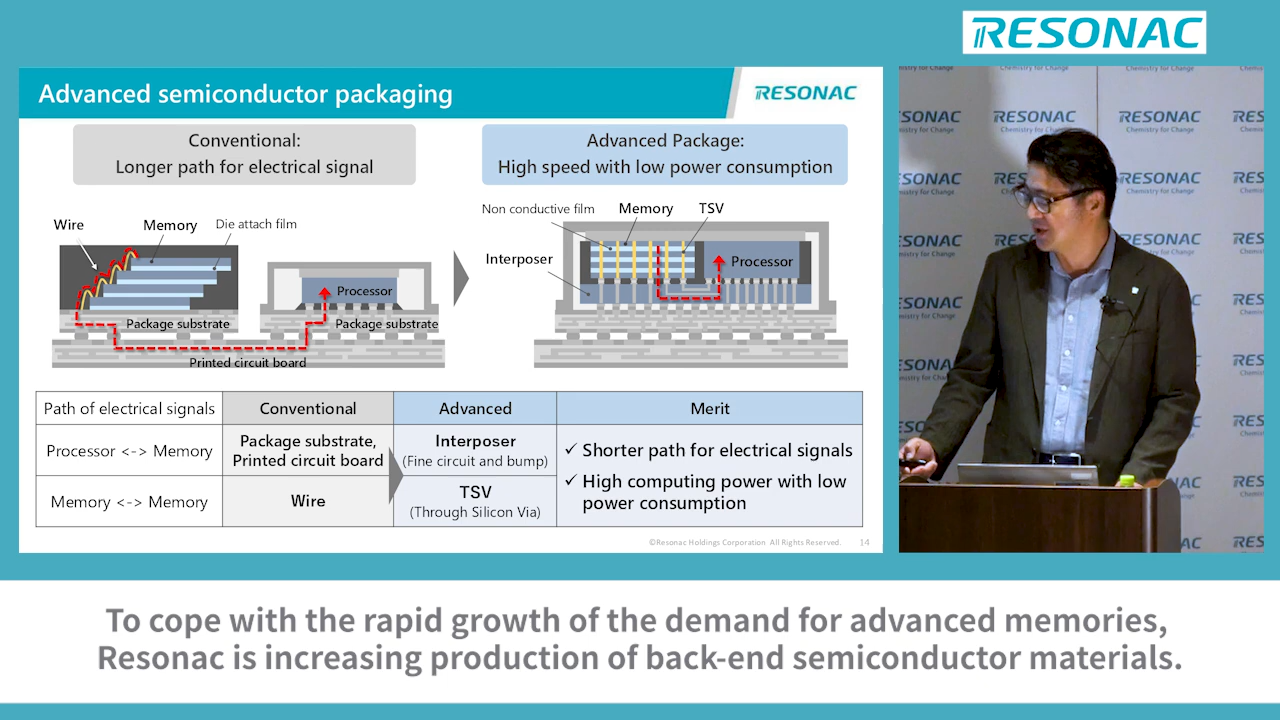 RESONAC
Advanced semiconductor packaging
RESONAC
Conventional:
Longer path for electrical signal
Advanced Package:
High speed with low power consumption
Wire
Memory
Die attach film
Processor
Package substrate
Package substrate
Printed circuit board
Non conductive film
Memory
TSV
Interposer
Processor
Path of electrical signals
Conventional
Advanced
Merit
Processor <-> Memory
Package substrate,
Printed circuit board
Interposer
(Fine circuit and bump)
✓ Shorter path for electrical signals
✓ High computing power with low
power consumption
Memory <-> Memory
Wire
TSV
(Through Silicon Via)
©Resonac Holdings Corporation All Rights Reserved.
14
RESONAC
Chemistry for Change
RESONAC
Chemistry for Change
To cope with the rapid growth of the demand for advanced memories,
Resonac is increasing production of back-end semiconductor materials.